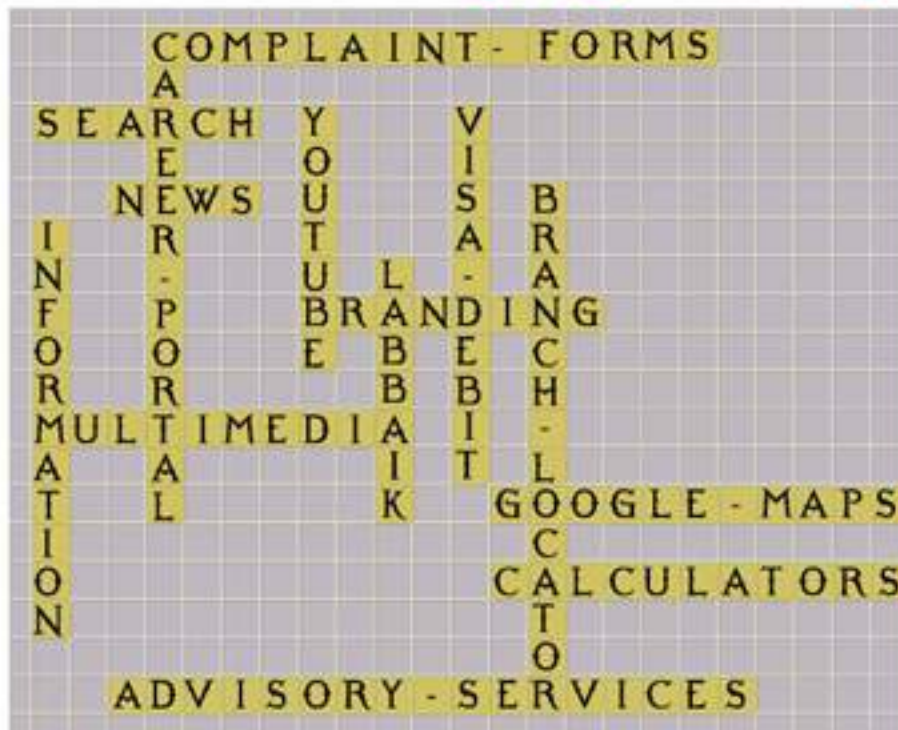 COMPLAINT-FORMS
CAREER-PORTAL
SEARCH
YOUTUBE
VISA-DEBIT
NEWS
BRANCH-LOCATOR
INFORMATION
LABBAIK
BRANDING
MULTIMEDIA
GOOGLE-MAPS
CALCULATORS
ADVISORY-SERVICES